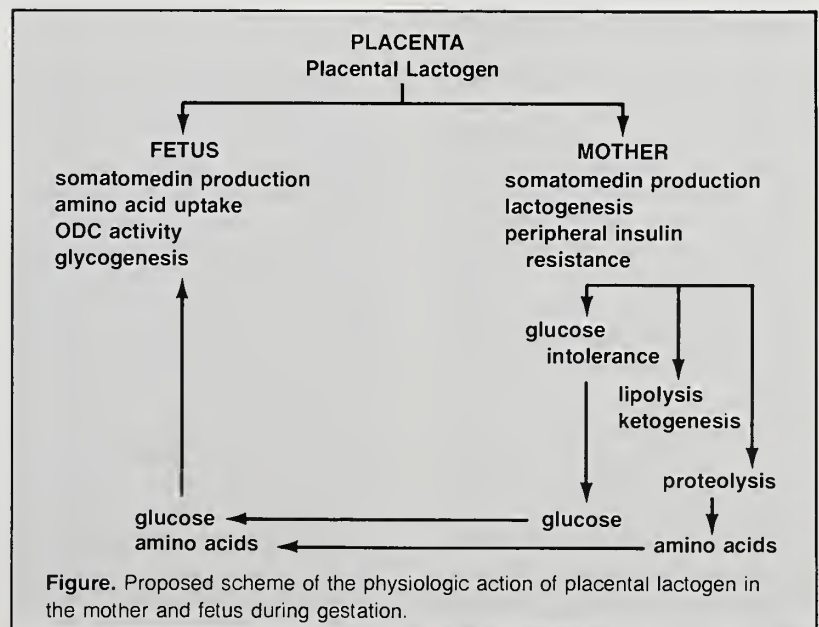 PLACENTA
Placental Lactogen
FETUS
somatomedin production
amino acid uptake
ODC activity
glycogenesis
MOTHER
somatomedin production
lactogenesis
peripheral insulin
resistance
glucose
intolerance
lipolysis
ketogenesis
proteolysis
glucose
amino acids
glucose
amino acids
Figure. Proposed scheme of the physiologic action of placental lactogen in
the mother and fetus during gestation.